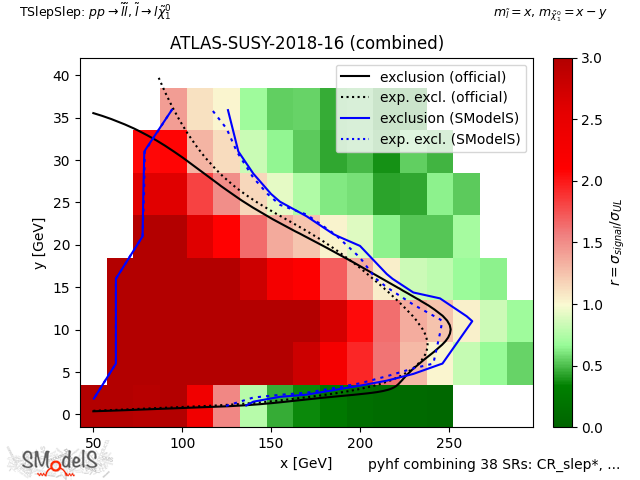 TSlepSlep: pp → l̃l̃, l̃ → lχ̃₁⁰
m_l̃ = x, m_χ̃₁⁰ = x − y
ATLAS-SUSY-2018-16 (combined)
exclusion (official)
exp. excl. (official)
exclusion (SModelS)
exp. excl. (SModelS)
40
35
30
25
20
15
10
5
0
y [GeV]
50
100
150
200
250
x [GeV]
3.0
2.5
2.0
1.5
1.0
0.5
0.0
r = σ_signal/σ_UL
SModelS
pyhf combining 38 SRs: CR_slep*, ...